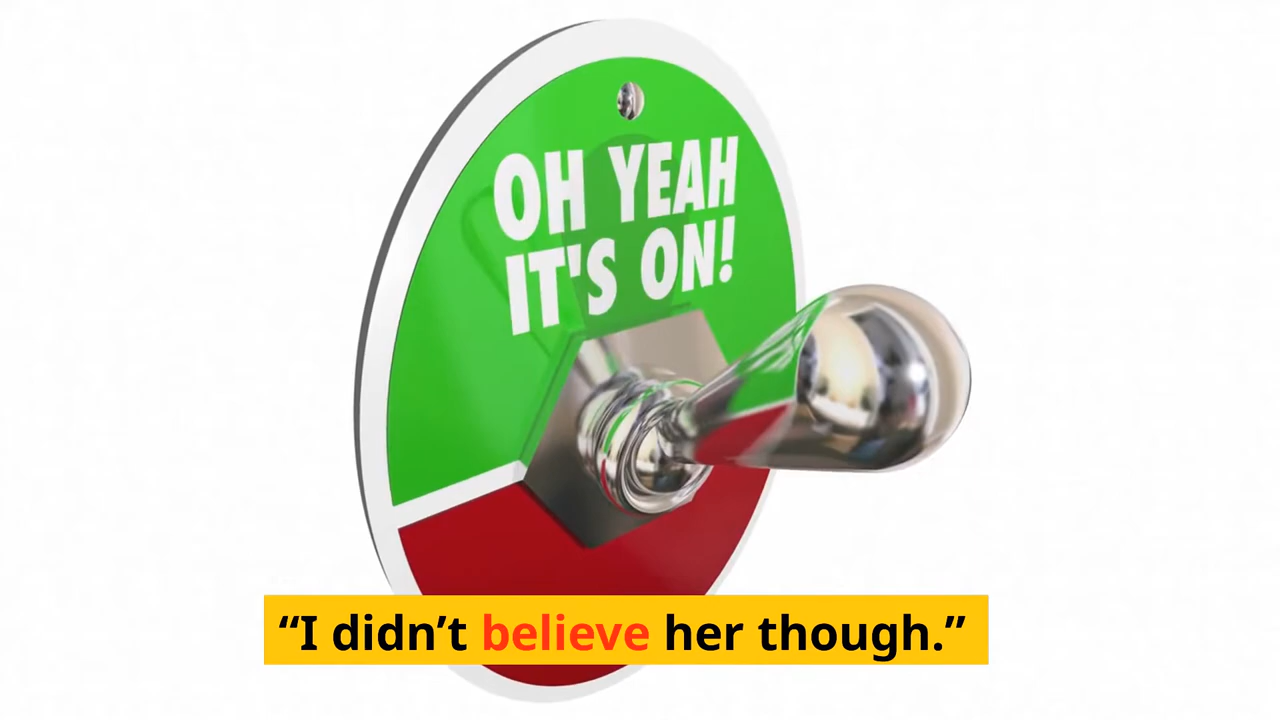 OH YEAH
IT'S ON!
“I didn’t believe her though.”